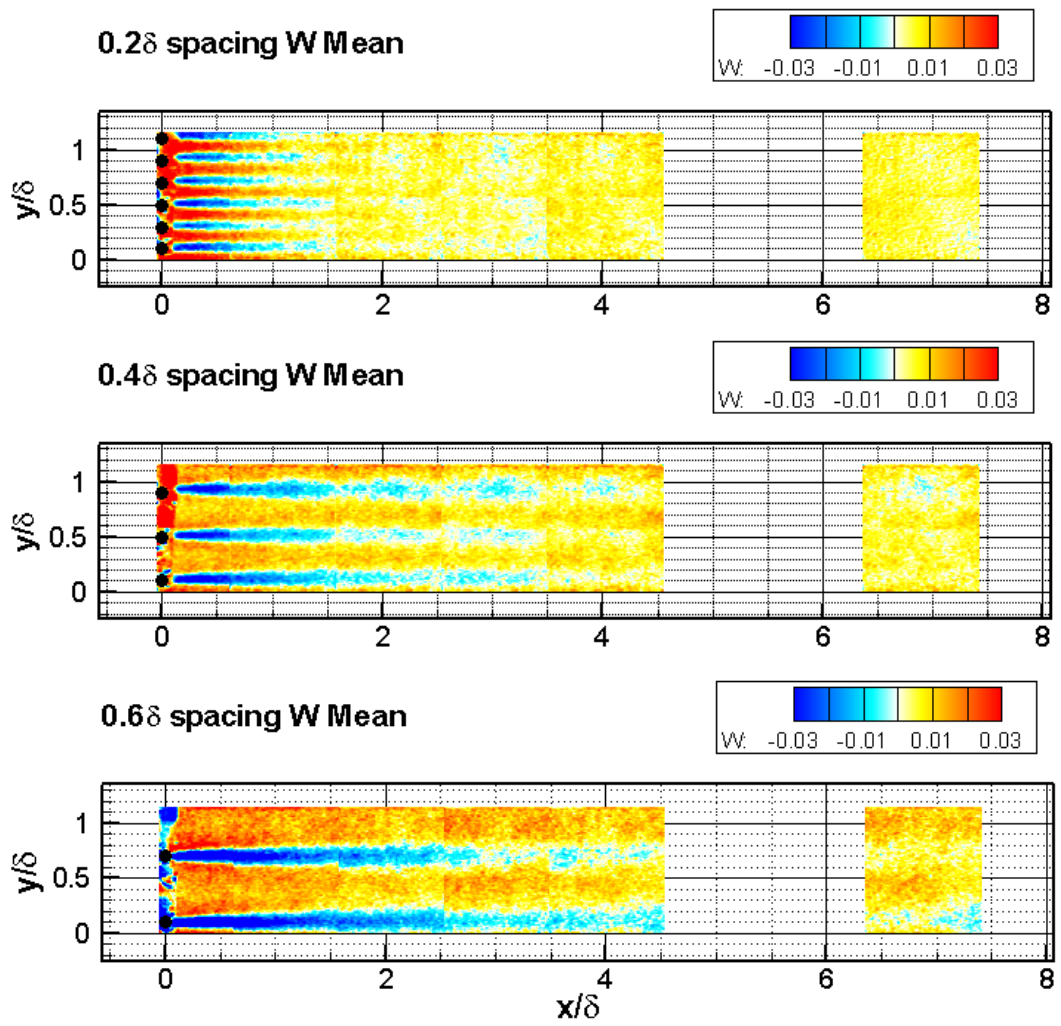 0.2δ spacing W Mean
W: -0.03 -0.01 0.01 0.03
y/δ
1
0.5
0
0 2 4 6 8
0.4δ spacing W Mean
W: -0.03 -0.01 0.01 0.03
y/δ
1
0.5
0
0 2 4 6 8
0.6δ spacing W Mean
W: -0.03 -0.01 0.01 0.03
y/δ
1
0.5
0
0 2 4 6 8
x/δ